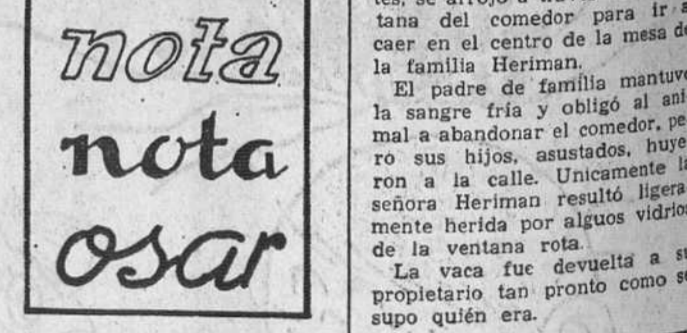 nota
nota
osar
tana del comedor para ir a
caer en el centro de la mesa de
la familia Heriman.
El padre de familia mantuvo
la sangre fría y obligó al ani-
mal a abandonar el comedor, pe-
ro sus hijos, asustados, huye-
ron a la calle. Unicamente la
señora Heriman resultó ligera-
mente herida por alguos vidrios
de la ventana rota.
La vaca fue devuelta a su
propietario tan pronto como se
supo quién era.